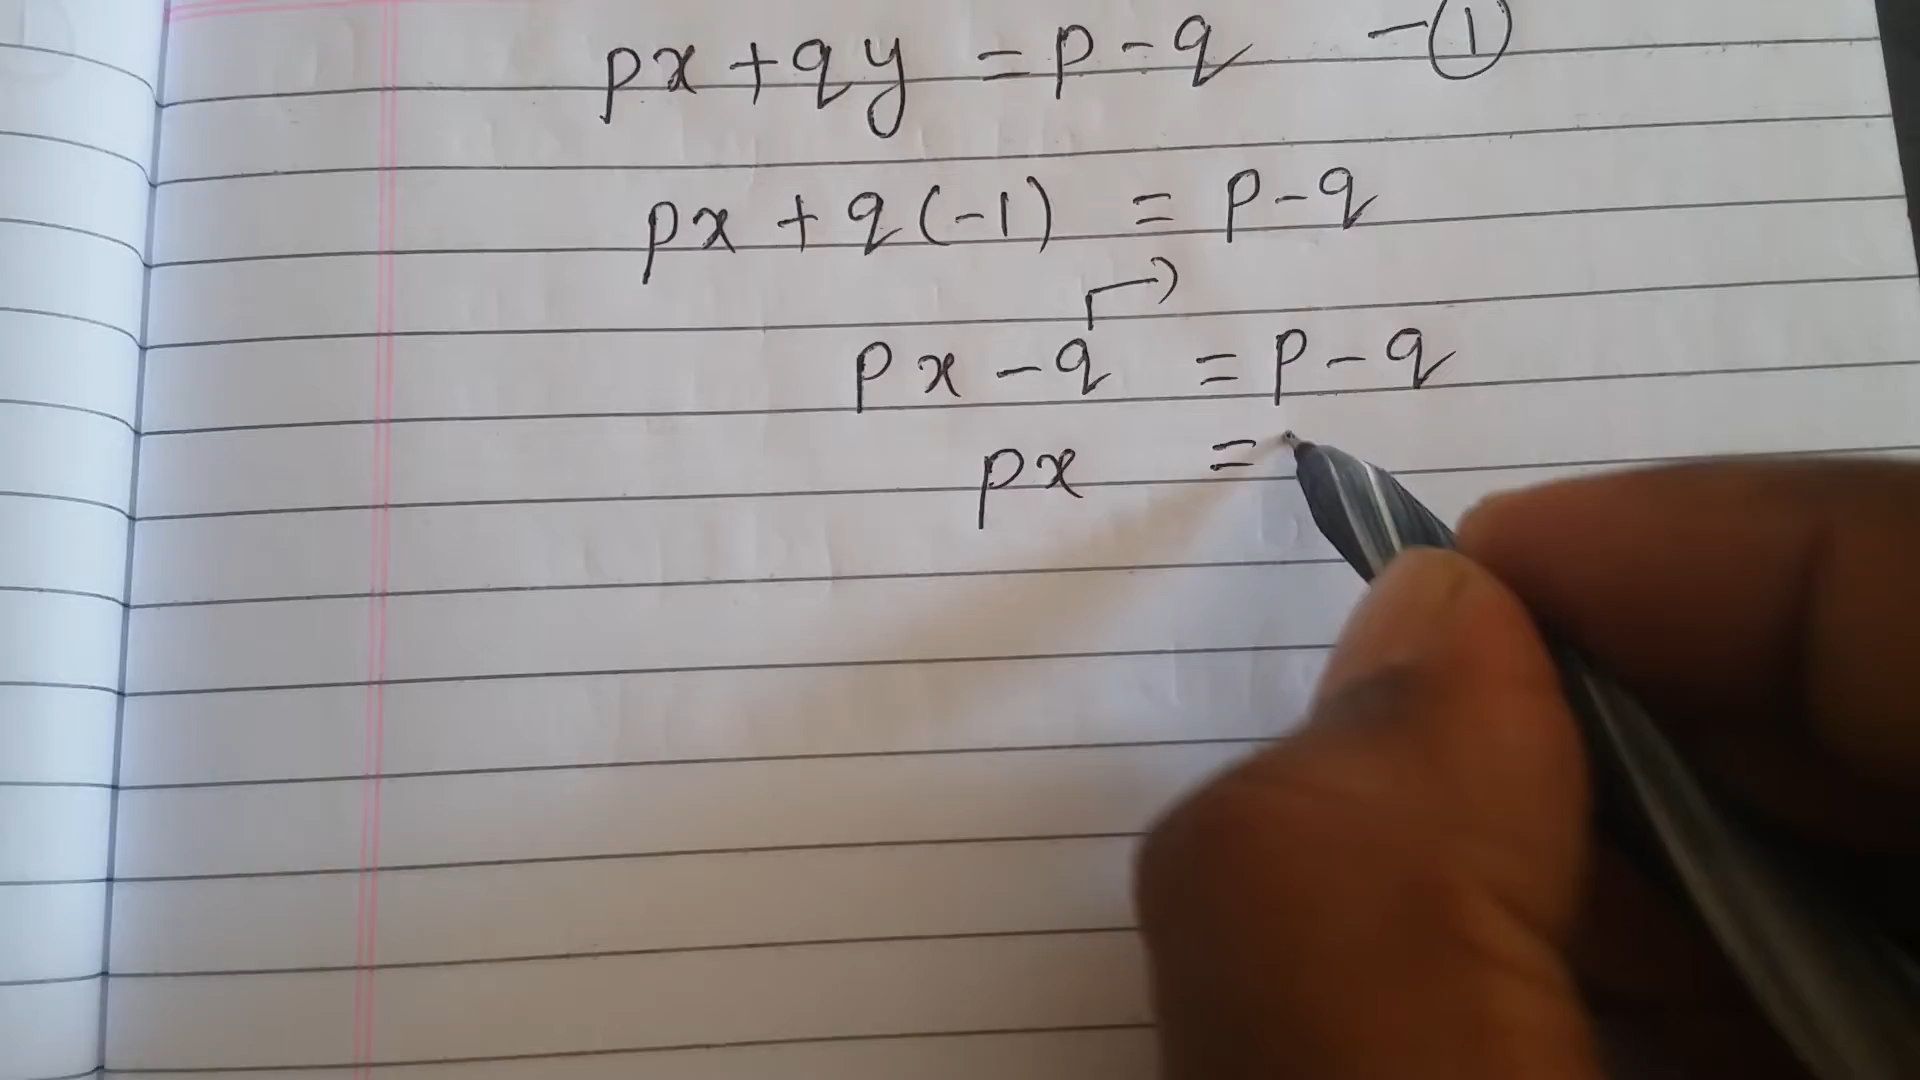 px + qy = p - q - ①
px + q(-1) = p - q
px - q = p - q
px =